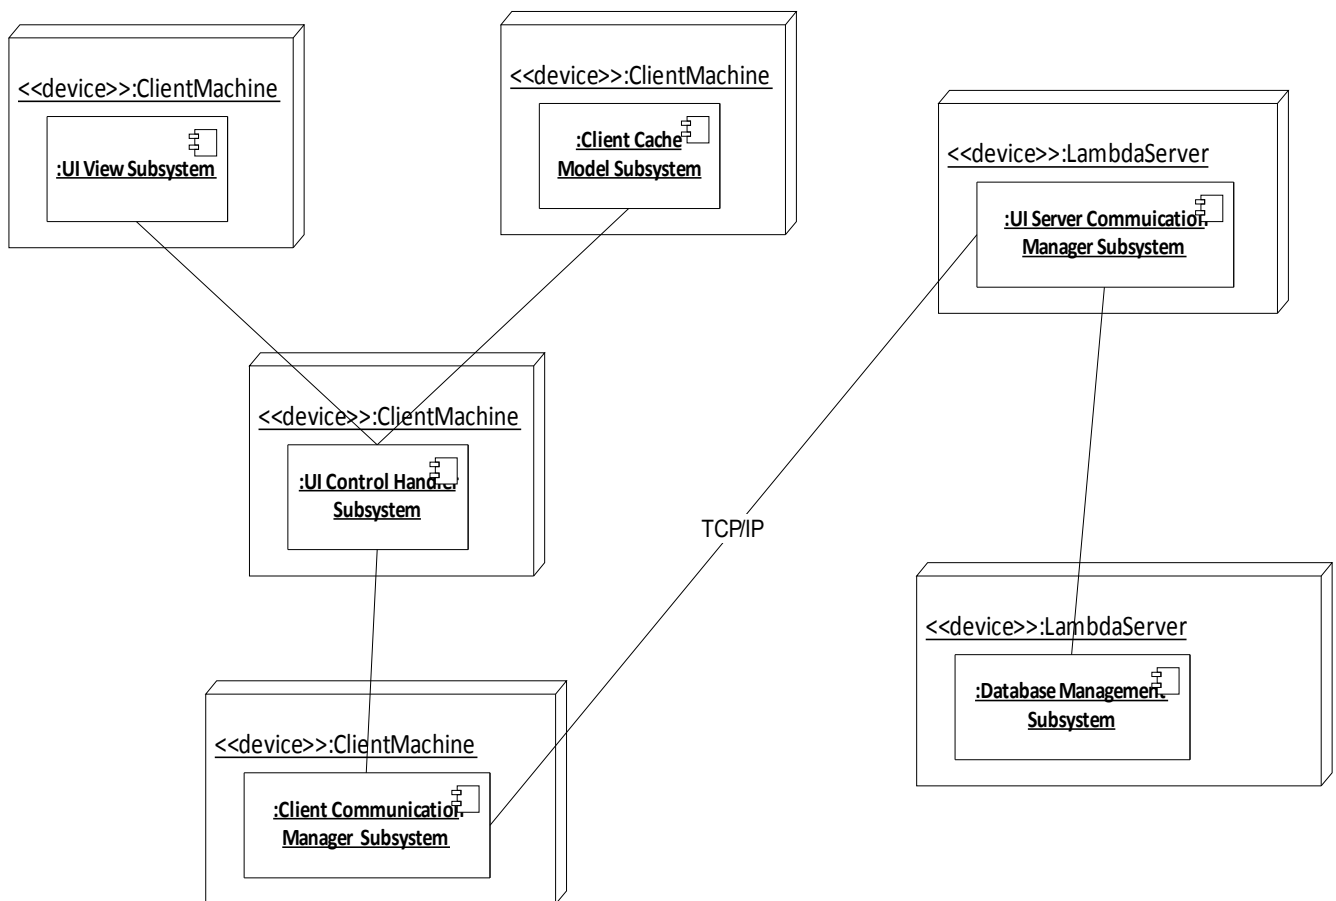 <<device>>:ClientMachine
:UI View Subsystem
<<device>>:ClientMachine
:Client Cache
Model Subsystem
<<device>>:LambdaServer
:UI Server Commuication
Manager Subsystem
<<device>>:ClientMachine
:UI Control Handler
Subsystem
TCP/IP
<<device>>:LambdaServer
:Database Management
Subsystem
<<device>>:ClientMachine
:Client Communication
Manager Subsystem